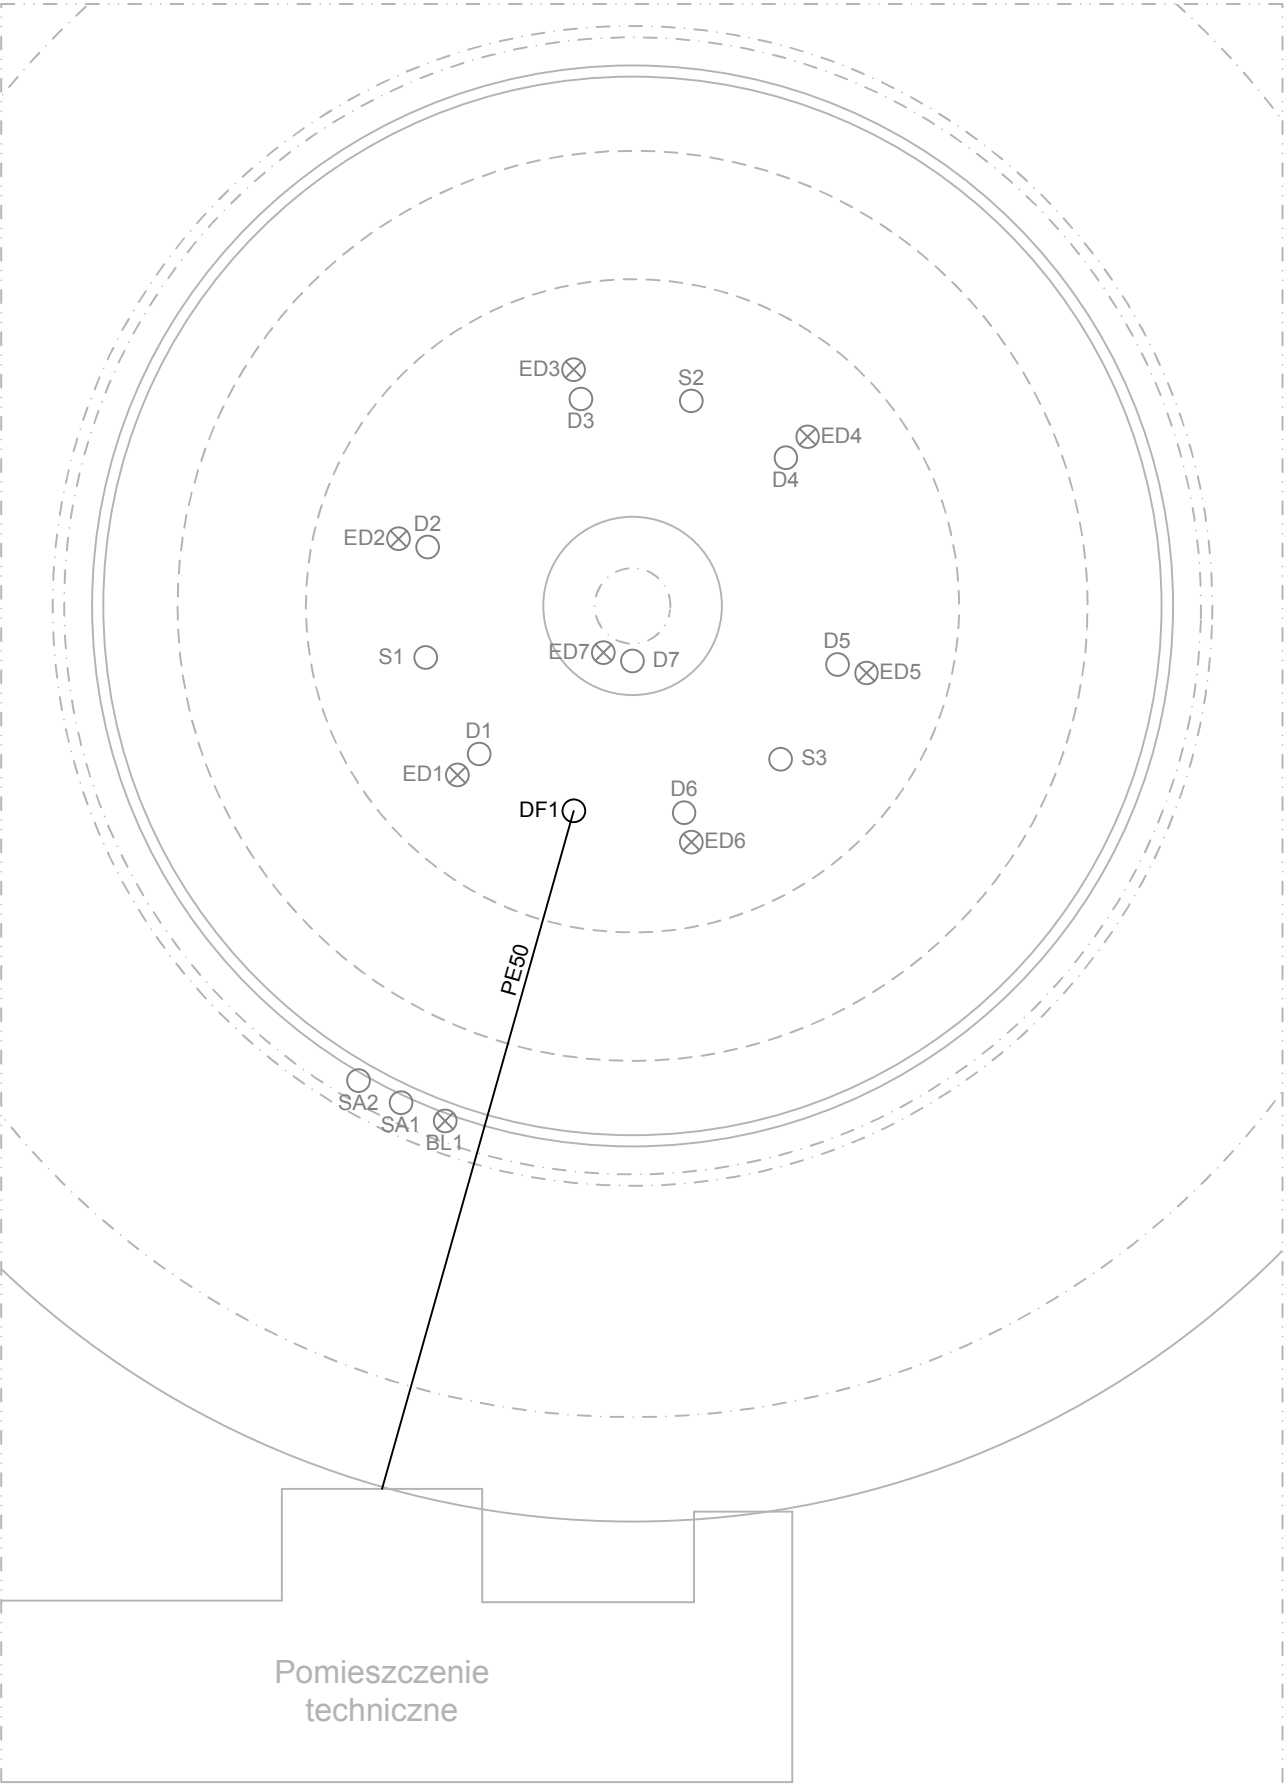 ED3
S2
D3
ED4
D4
D2
ED2
D5
S1
ED7
D7
ED5
D1
S3
ED1
D6
DF1
ED6
PE50
SA2
SA1
BL1
Pomieszczenie
techniczne